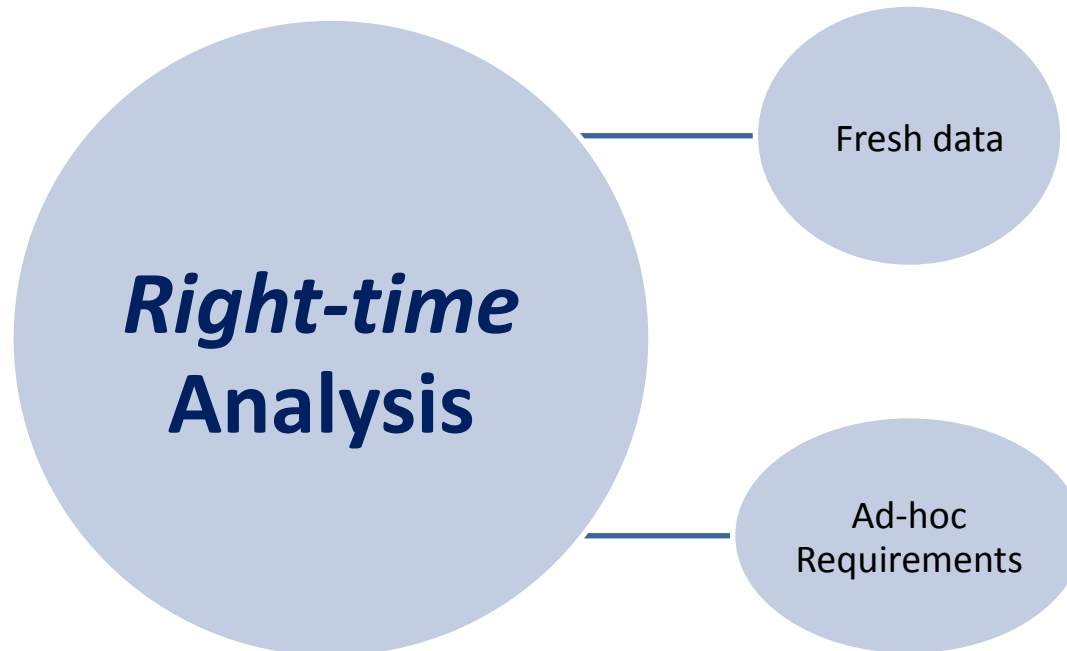 Right-time
Analysis
Fresh data
Ad-hoc
Requirements